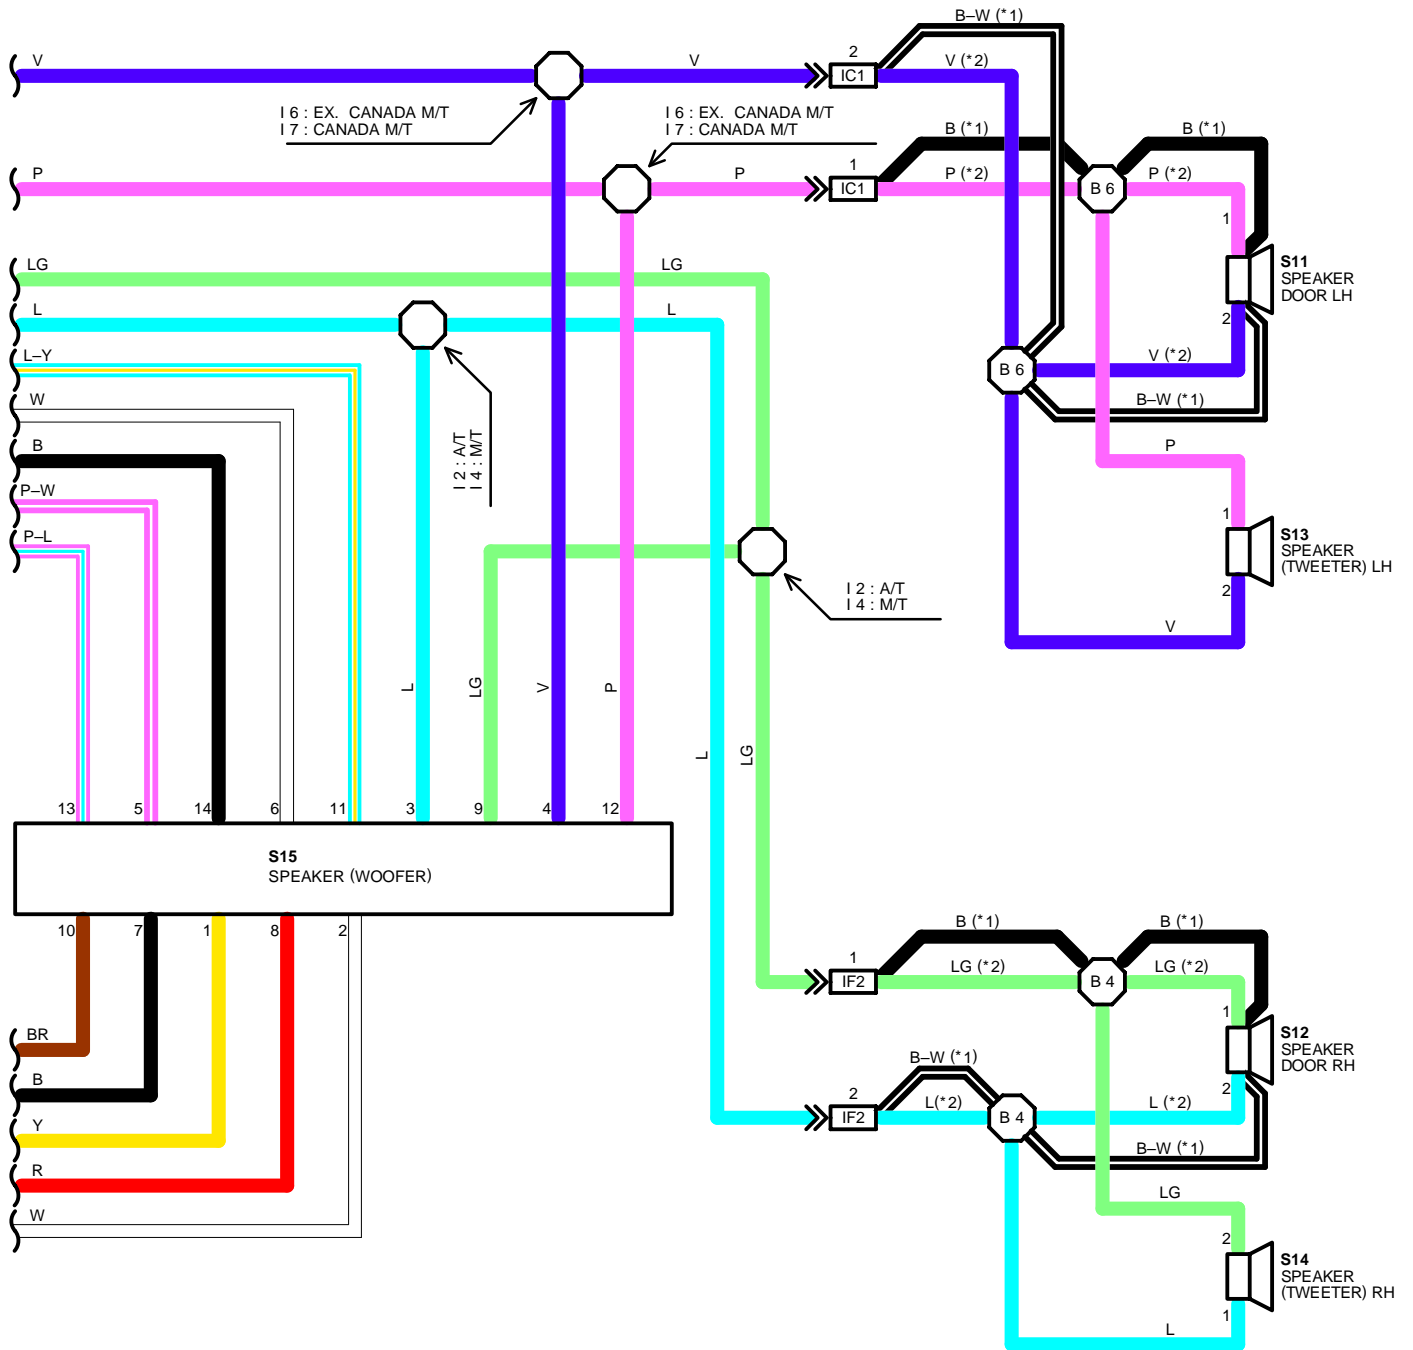 B–W (*1)
V
V
2
IC1
V (*2)
I 6 : EX. CANADA M/T
I 7 : CANADA M/T
I 6 : EX. CANADA M/T
I 7 : CANADA M/T
B (*1)
B (*1)
P
P
1
IC1
P (*2)
B 6
P (*2)
1
S11
SPEAKER
DOOR LH
2
LG
LG
L
L
L–Y
B 6
V (*2)
W
B–W (*1)
I 2 : A/T
I 4 : M/T
B
P
P–W
1
S13
SPEAKER
(TWEETER) LH
2
P–L
I 2 : A/T
I 4 : M/T
V
L
LG
V
P
L
LG
13
5
14
6
11
3
9
4
12
S15
SPEAKER (WOOFER)
10
7
1
8
2
B (*1)
B (*1)
1
IF2
LG (*2)
B 4
LG (*2)
1
S12
SPEAKER
DOOR RH
2
BR
B–W (*1)
B
2
IF2
L(*2)
B 4
L (*2)
Y
B–W (*1)
R
LG
W
2
S14
SPEAKER
(TWEETER) RH
1
L